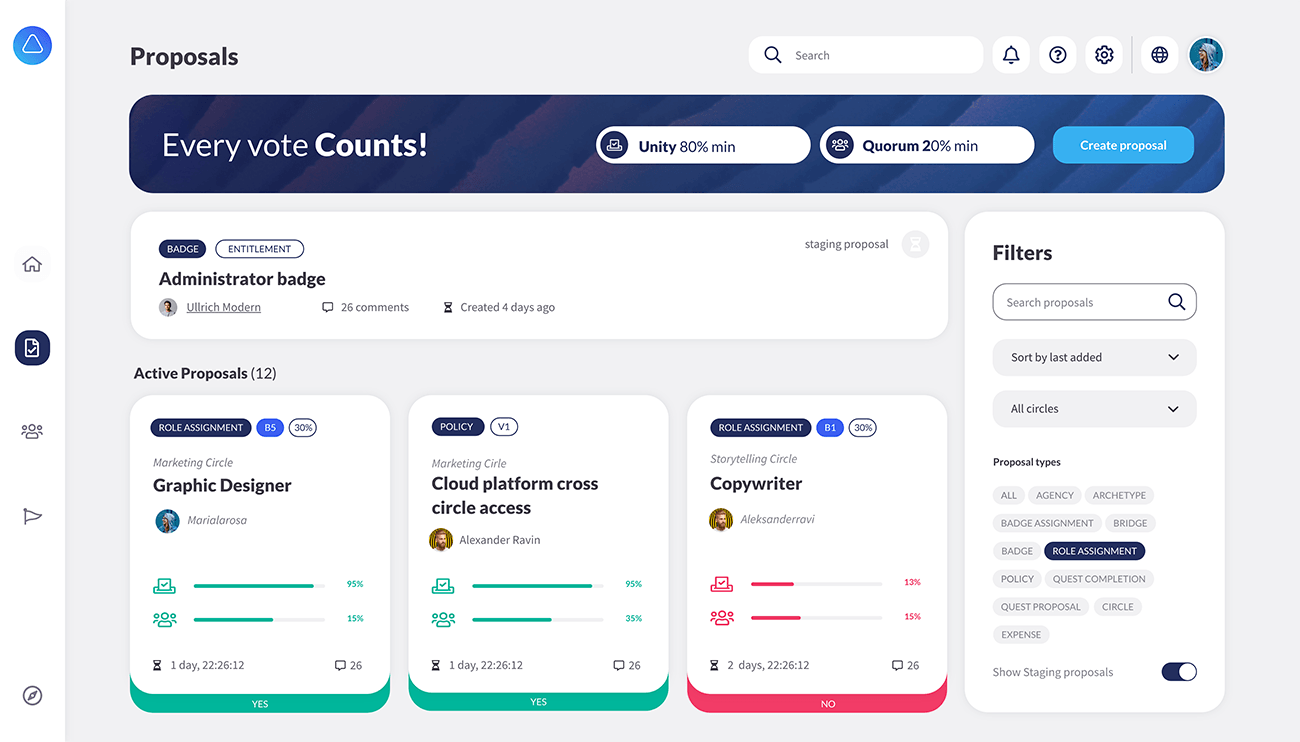 Proposals
Search
Every vote Counts!
Unity 80% min
Quorum 20% min
Create proposal
BADGE
ENTITLEMENT
staging proposal
Administrator badge
Ullrich Modern
26 comments
Created 4 days ago
Active Proposals (12)
ROLE ASSIGNMENT
B5
30%
Marketing Circle
Graphic Designer
Marialarosa
95%
15%
1 day, 22:26:12
26
YES
POLICY
V1
Marketing Cirle
Cloud platform cross
circle access
Alexander Ravin
95%
35%
1 day, 22:26:12
26
YES
ROLE ASSIGNMENT
B1
30%
Storytelling Circle
Copywriter
Aleksanderravi
13%
15%
2 days, 22:26:12
26
NO
Filters
Search proposals
Sort by last added
All circles
Proposal types
ALL
AGENCY
ARCHETYPE
BADGE ASSIGNMENT
BRIDGE
BADGE
ROLE ASSIGNMENT
POLICY
QUEST COMPLETION
QUEST PROPOSAL
CIRCLE
EXPENSE
Show Staging proposals